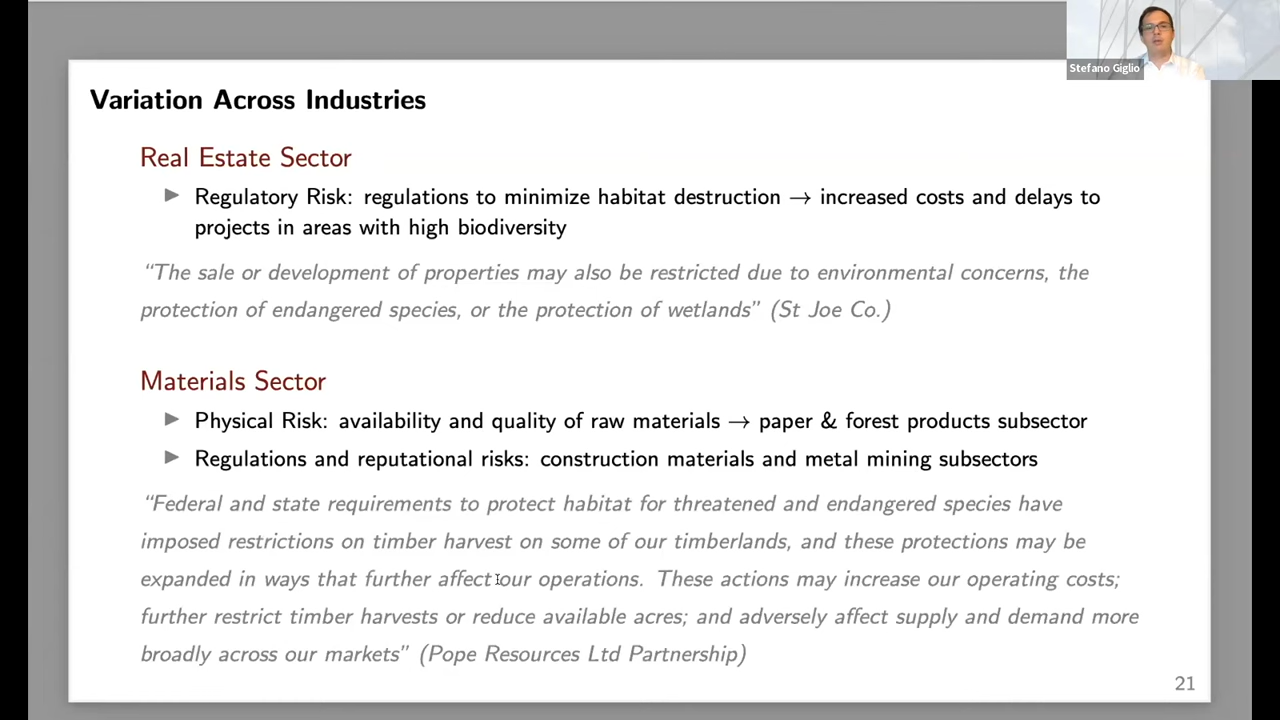 Stefano Giglio
Variation Across Industries
Real Estate Sector
▶ Regulatory Risk: regulations to minimize habitat destruction → increased costs and delays to
projects in areas with high biodiversity
“The sale or development of properties may also be restricted due to environmental concerns, the
protection of endangered species, or the protection of wetlands” (St Joe Co.)
Materials Sector
▶ Physical Risk: availability and quality of raw materials → paper & forest products subsector
▶ Regulations and reputational risks: construction materials and metal mining subsectors
“Federal and state requirements to protect habitat for threatened and endangered species have
imposed restrictions on timber harvest on some of our timberlands, and these protections may be
expanded in ways that further affect our operations. These actions may increase our operating costs;
further restrict timber harvests or reduce available acres; and adversely affect supply and demand more
broadly across our markets” (Pope Resources Ltd Partnership)
21